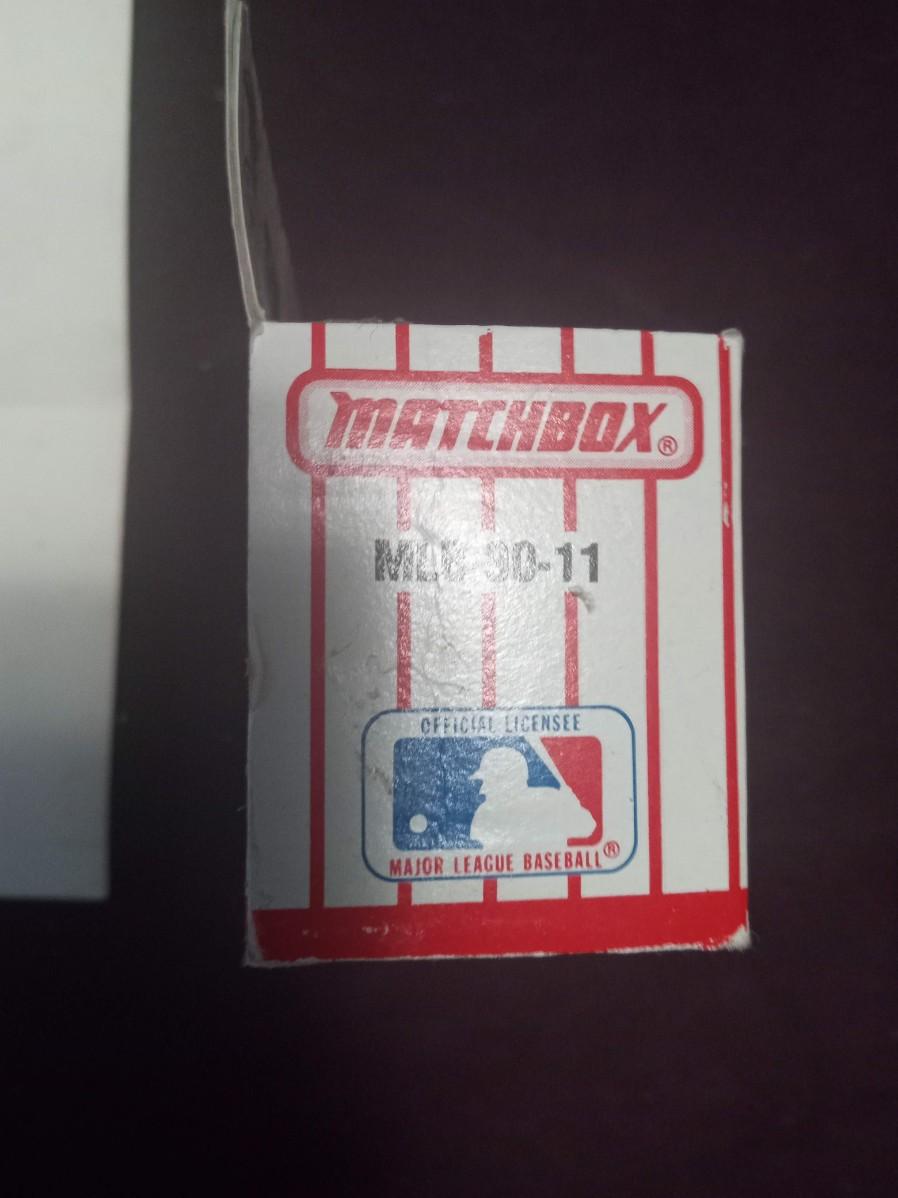 MATCHBOX®
MLB 90-11
OFFICIAL LICENSEE
MAJOR LEAGUE BASEBALL®